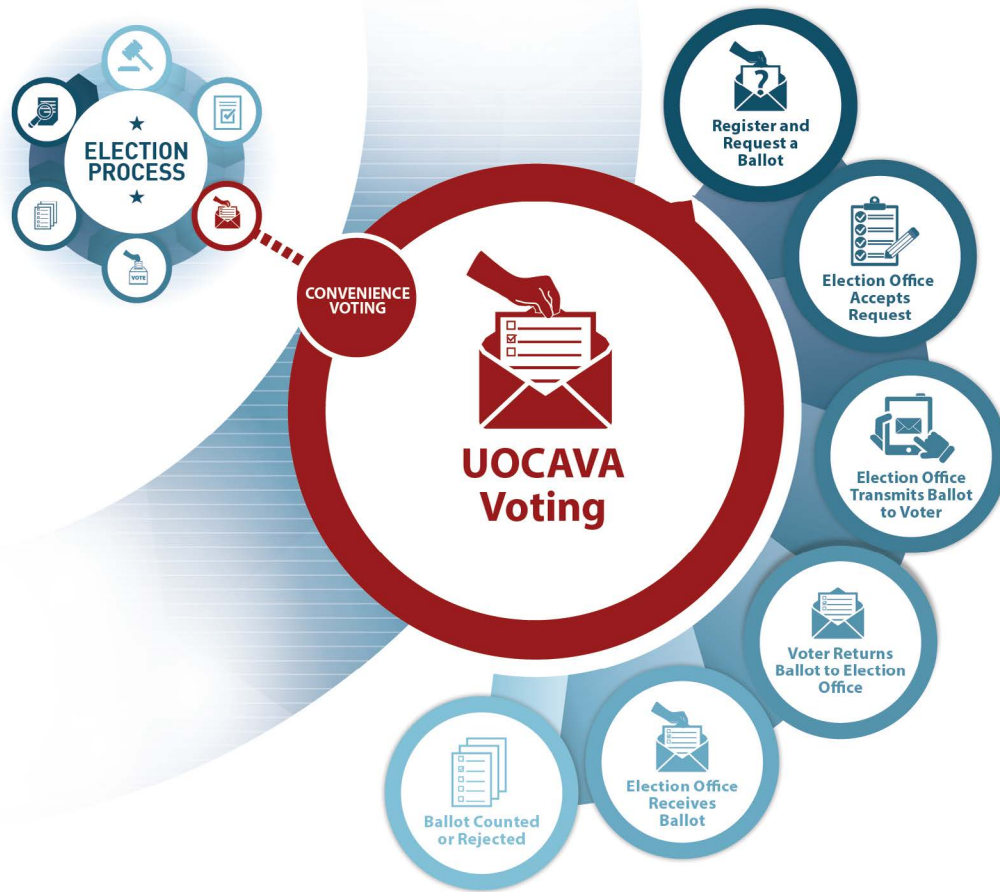 ELECTION
PROCESS
VOTE
CONVENIENCE
VOTING
UOCAVA
Voting
?
Register and
Request a
Ballot
Election Office
Accepts
Request
Election Office
Transmits Ballot
to Voter
Voter Returns
Ballot to Election
Office
Election Office
Receives
Ballot
Ballot Counted
or Rejected